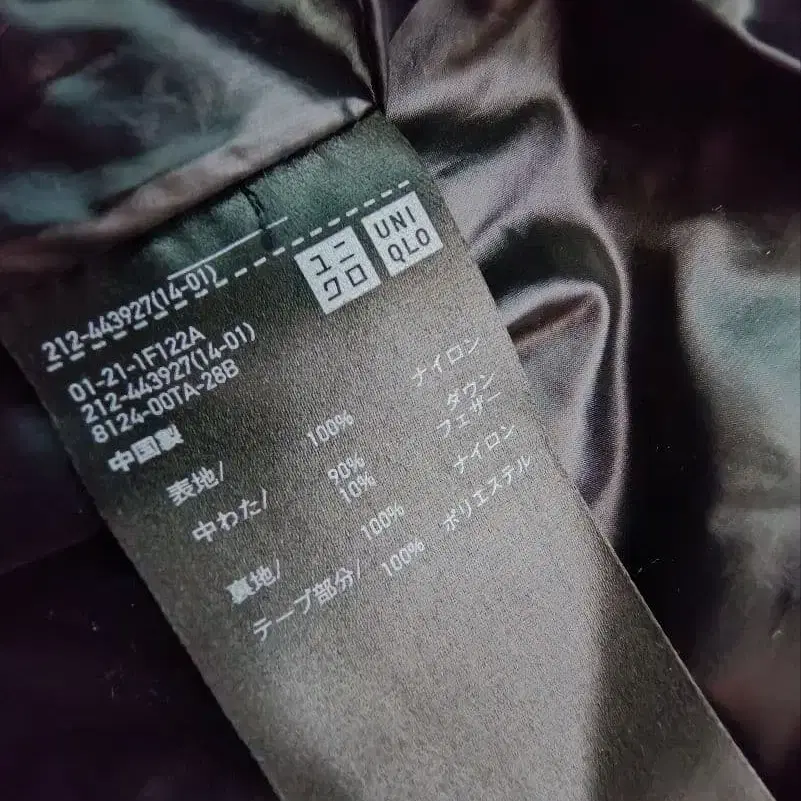 ユニクロ
UNIQLO
212-443927(14-01)
01-21-1F122A
212-443927(14-01)
8124-00TA-28B
中国製
表地/ 100% ナイロン
中わた/ 90% ダウン
10% フェザー
裏地/ 100% ナイロン
テープ部分/ 100% ポリエステル